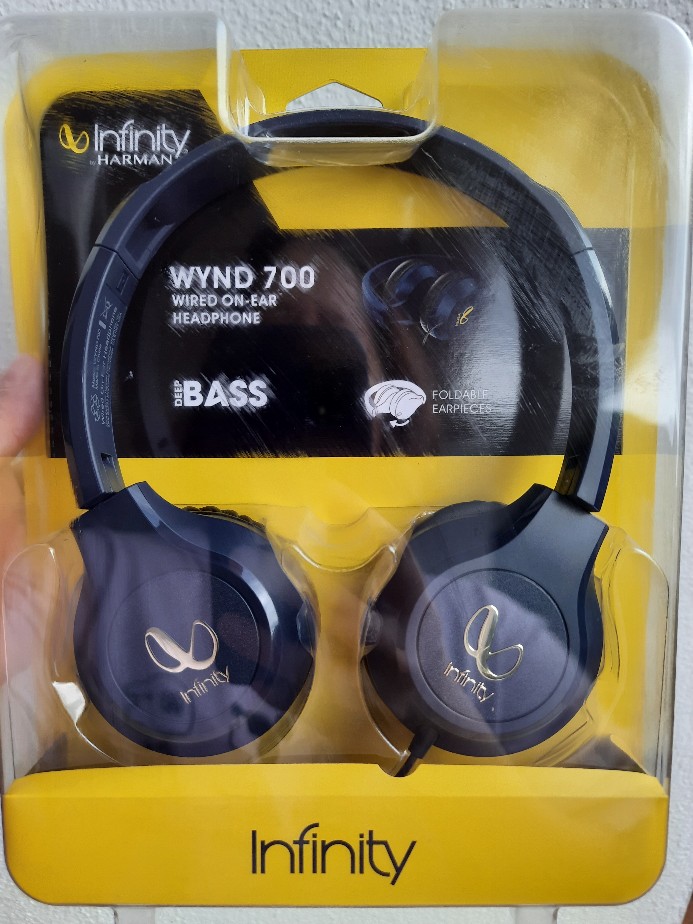 Infinity
by HARMAN
WYND 700
WIRED ON-EAR
HEADPHONE
DEEP BASS
FOLDABLE
EARPIECES
Infinity
Infinity
Infinity